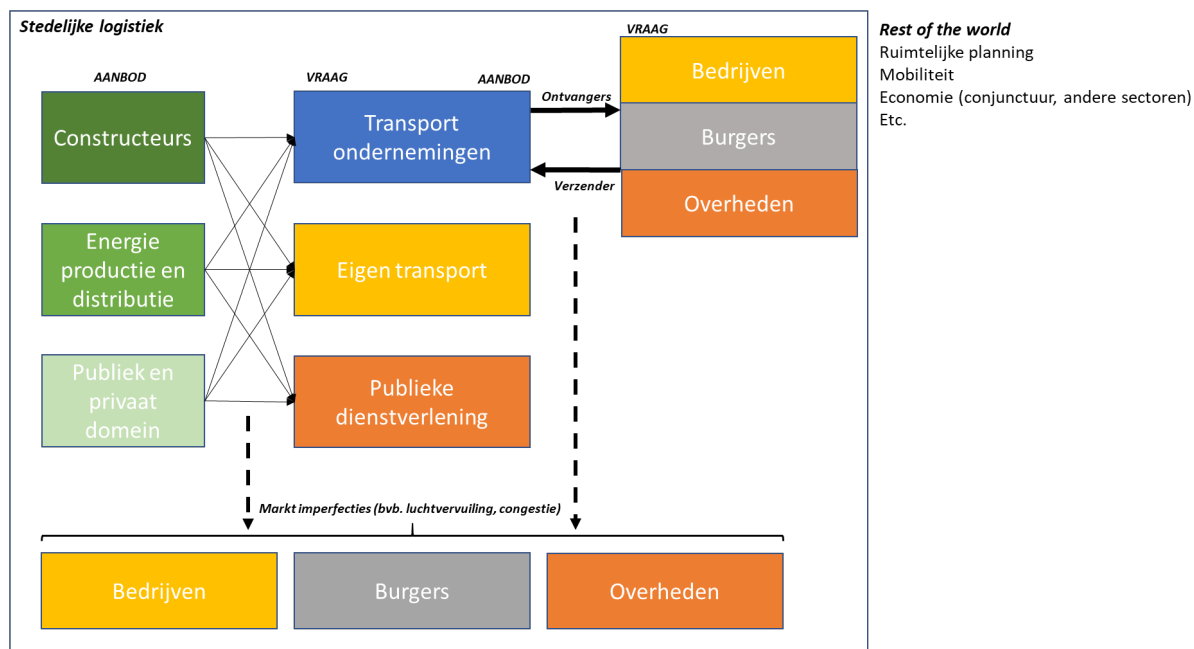 Stedelijke logistiek
VRAAG
Rest of the world
Ruimtelijke planning
Mobiliteit
Economie (conjunctuur, andere sectoren)
Etc.
Bedrijven
AANBOD
VRAAG
AANBOD
Constructeurs
Transport
ondernemingen
Ontvangers
Burgers
Verzender
Overheden
Energie
productie en
distributie
Eigen transport
Publiek en
privaat
domein
Publieke
dienstverlening
Markt imperfecties (bvb. luchtvervuiling, congestie)
Bedrijven
Burgers
Overheden